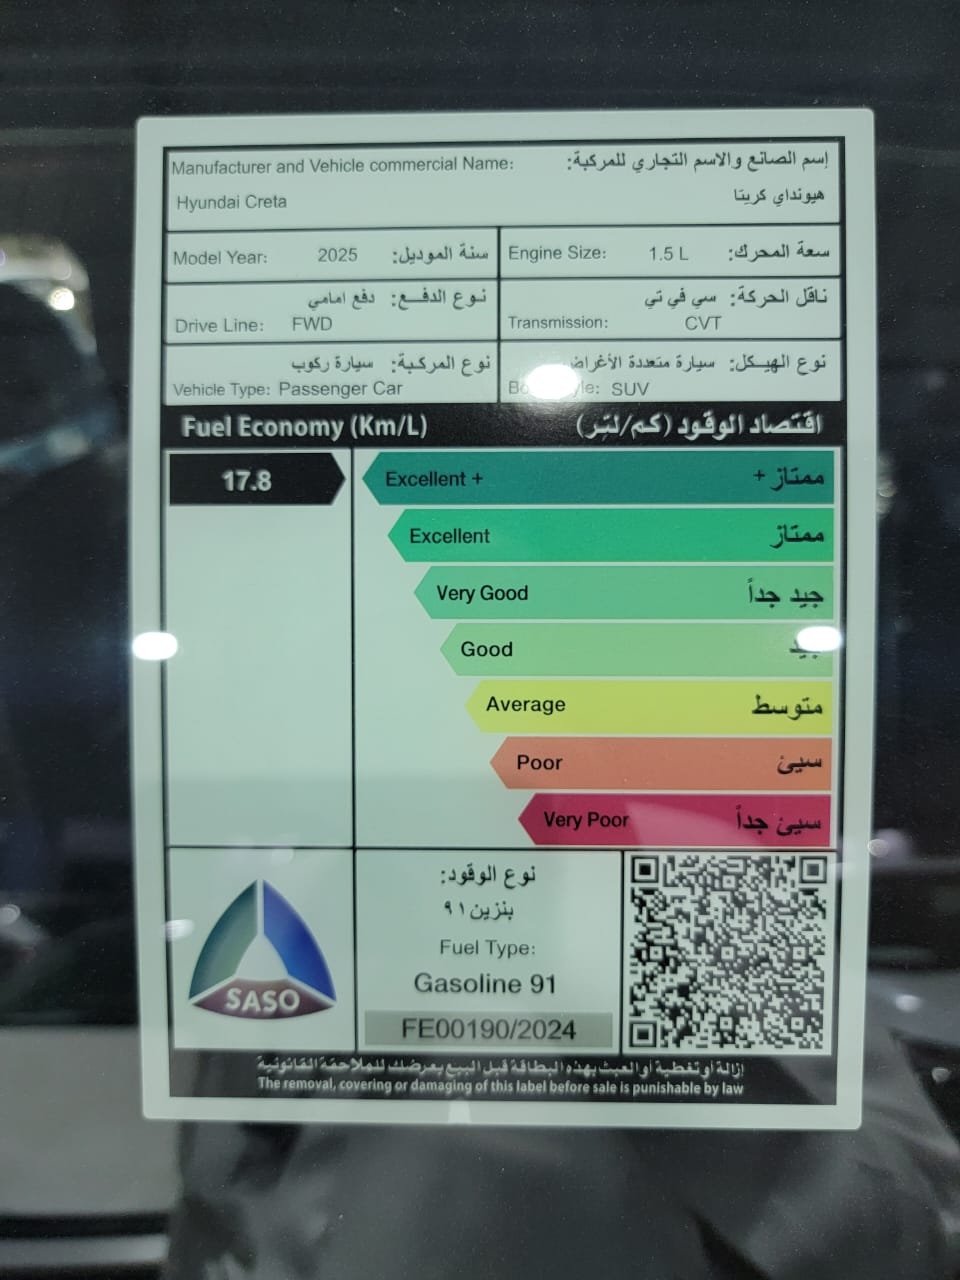 Manufacturer and Vehicle commercial Name: إسم الصانع والاسم التجاري للمركبة:
Hyundai Creta هيونداي كريتا
Model Year: 2025 سنة الموديل: Engine Size: 1.5 L سعة المحرك:
نوع الدفع: دفع امامي ناقل الحركة: سي في تي
Drive Line: FWD Transmission: CVT
نوع المركبة: سيارة ركوب نوع الهيكل: سيارة متعددة الأغراض
Vehicle Type: Passenger Car SUV
Fuel Economy (Km/L) اقتصاد الوقود (كم/لتر)
17.8 Excellent + ممتاز +
Excellent ممتاز
Very Good جيد جداً
Good
Average متوسط
Poor سيئ
Very Poor سيئ جداً
نوع الوقود:
بنزين ٩١
Fuel Type:
Gasoline 91
SASO
FE00190/2024
إزالة أو تغطية أو العبث بهذه البطاقة قبل البيع يعرضك للملاحقة القانونية
The removal, covering or damaging of this label before sale is punishable by law